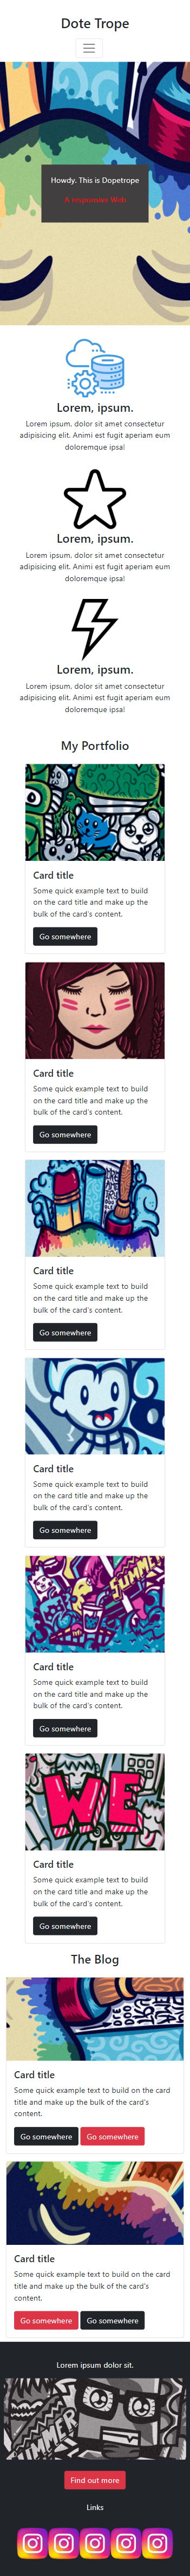 Dote Trope
Howdy. This is Dopetrope
A responsive Web
Lorem, ipsum.
Lorem ipsum, dolor sit amet consectetur
adipisicing elit. Animi est fugit aperiam eum
doloremque ipsa!
Lorem, ipsum.
Lorem ipsum, dolor sit amet consectetur
adipisicing elit. Animi est fugit aperiam eum
doloremque ipsa!
Lorem, ipsum.
Lorem ipsum, dolor sit amet consectetur
adipisicing elit. Animi est fugit aperiam eum
doloremque ipsa!
My Portfolio
Card title
Some quick example text to build
on the card title and make up the
bulk of the card's content.
Go somewhere
Card title
Some quick example text to build
on the card title and make up the
bulk of the card's content.
Go somewhere
Card title
Some quick example text to build
on the card title and make up the
bulk of the card's content.
Go somewhere
Card title
Some quick example text to build
on the card title and make up the
bulk of the card's content.
Go somewhere
Card title
Some quick example text to build
on the card title and make up the
bulk of the card's content.
Go somewhere
WE
Card title
Some quick example text to build
on the card title and make up the
bulk of the card's content.
Go somewhere
The Blog
Card title
Some quick example text to build on the card
title and make up the bulk of the card's
content.
Go somewhere Go somewhere
Card title
Some quick example text to build on the card
title and make up the bulk of the card's
content.
Go somewhere Go somewhere
Lorem ipsum dolor sit.
Find out more
Links